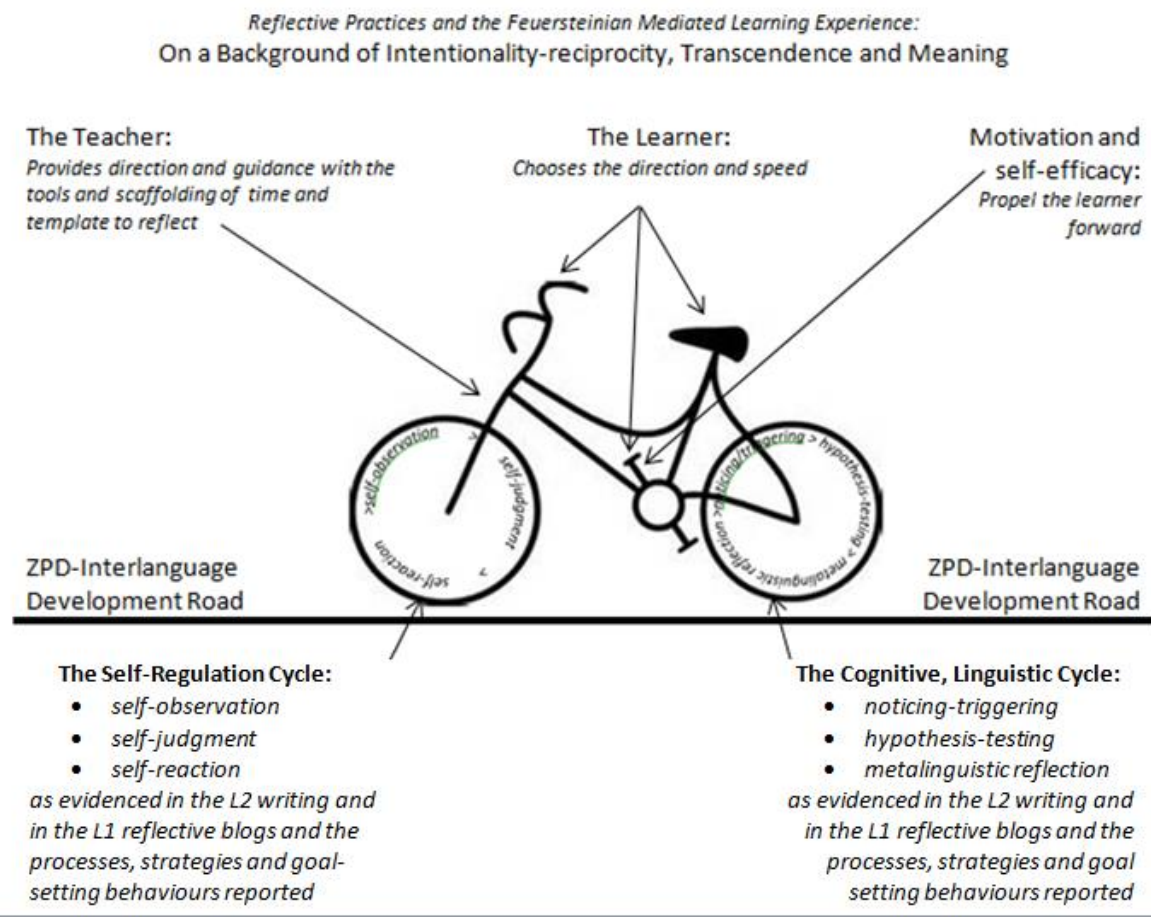 Reflective Practices and the Feuersteinian Mediated Learning Experience:
On a Background of Intentionality-reciprocity, Transcendence and Meaning
The Teacher:
Provides direction and guidance with the
tools and scaffolding of time and
template to reflect
The Learner:
Chooses the direction and speed
Motivation and
self-efficacy:
Propel the learner
forward
>self-observation > self-judgment > self-reaction
noticing/triggering > hypothesis-testing > metalinguistic reflection >
ZPD-Interlanguage
Development Road
ZPD-Interlanguage
Development Road
The Self-Regulation Cycle:
• self-observation
• self-judgment
• self-reaction
as evidenced in the L2 writing and
in the L1 reflective blogs and the
processes, strategies and goal-
setting behaviours reported
The Cognitive, Linguistic Cycle:
• noticing-triggering
• hypothesis-testing
• metalinguistic reflection
as evidenced in the L2 writing and
in the L1 reflective blogs and the
processes, strategies and goal
setting behaviours reported